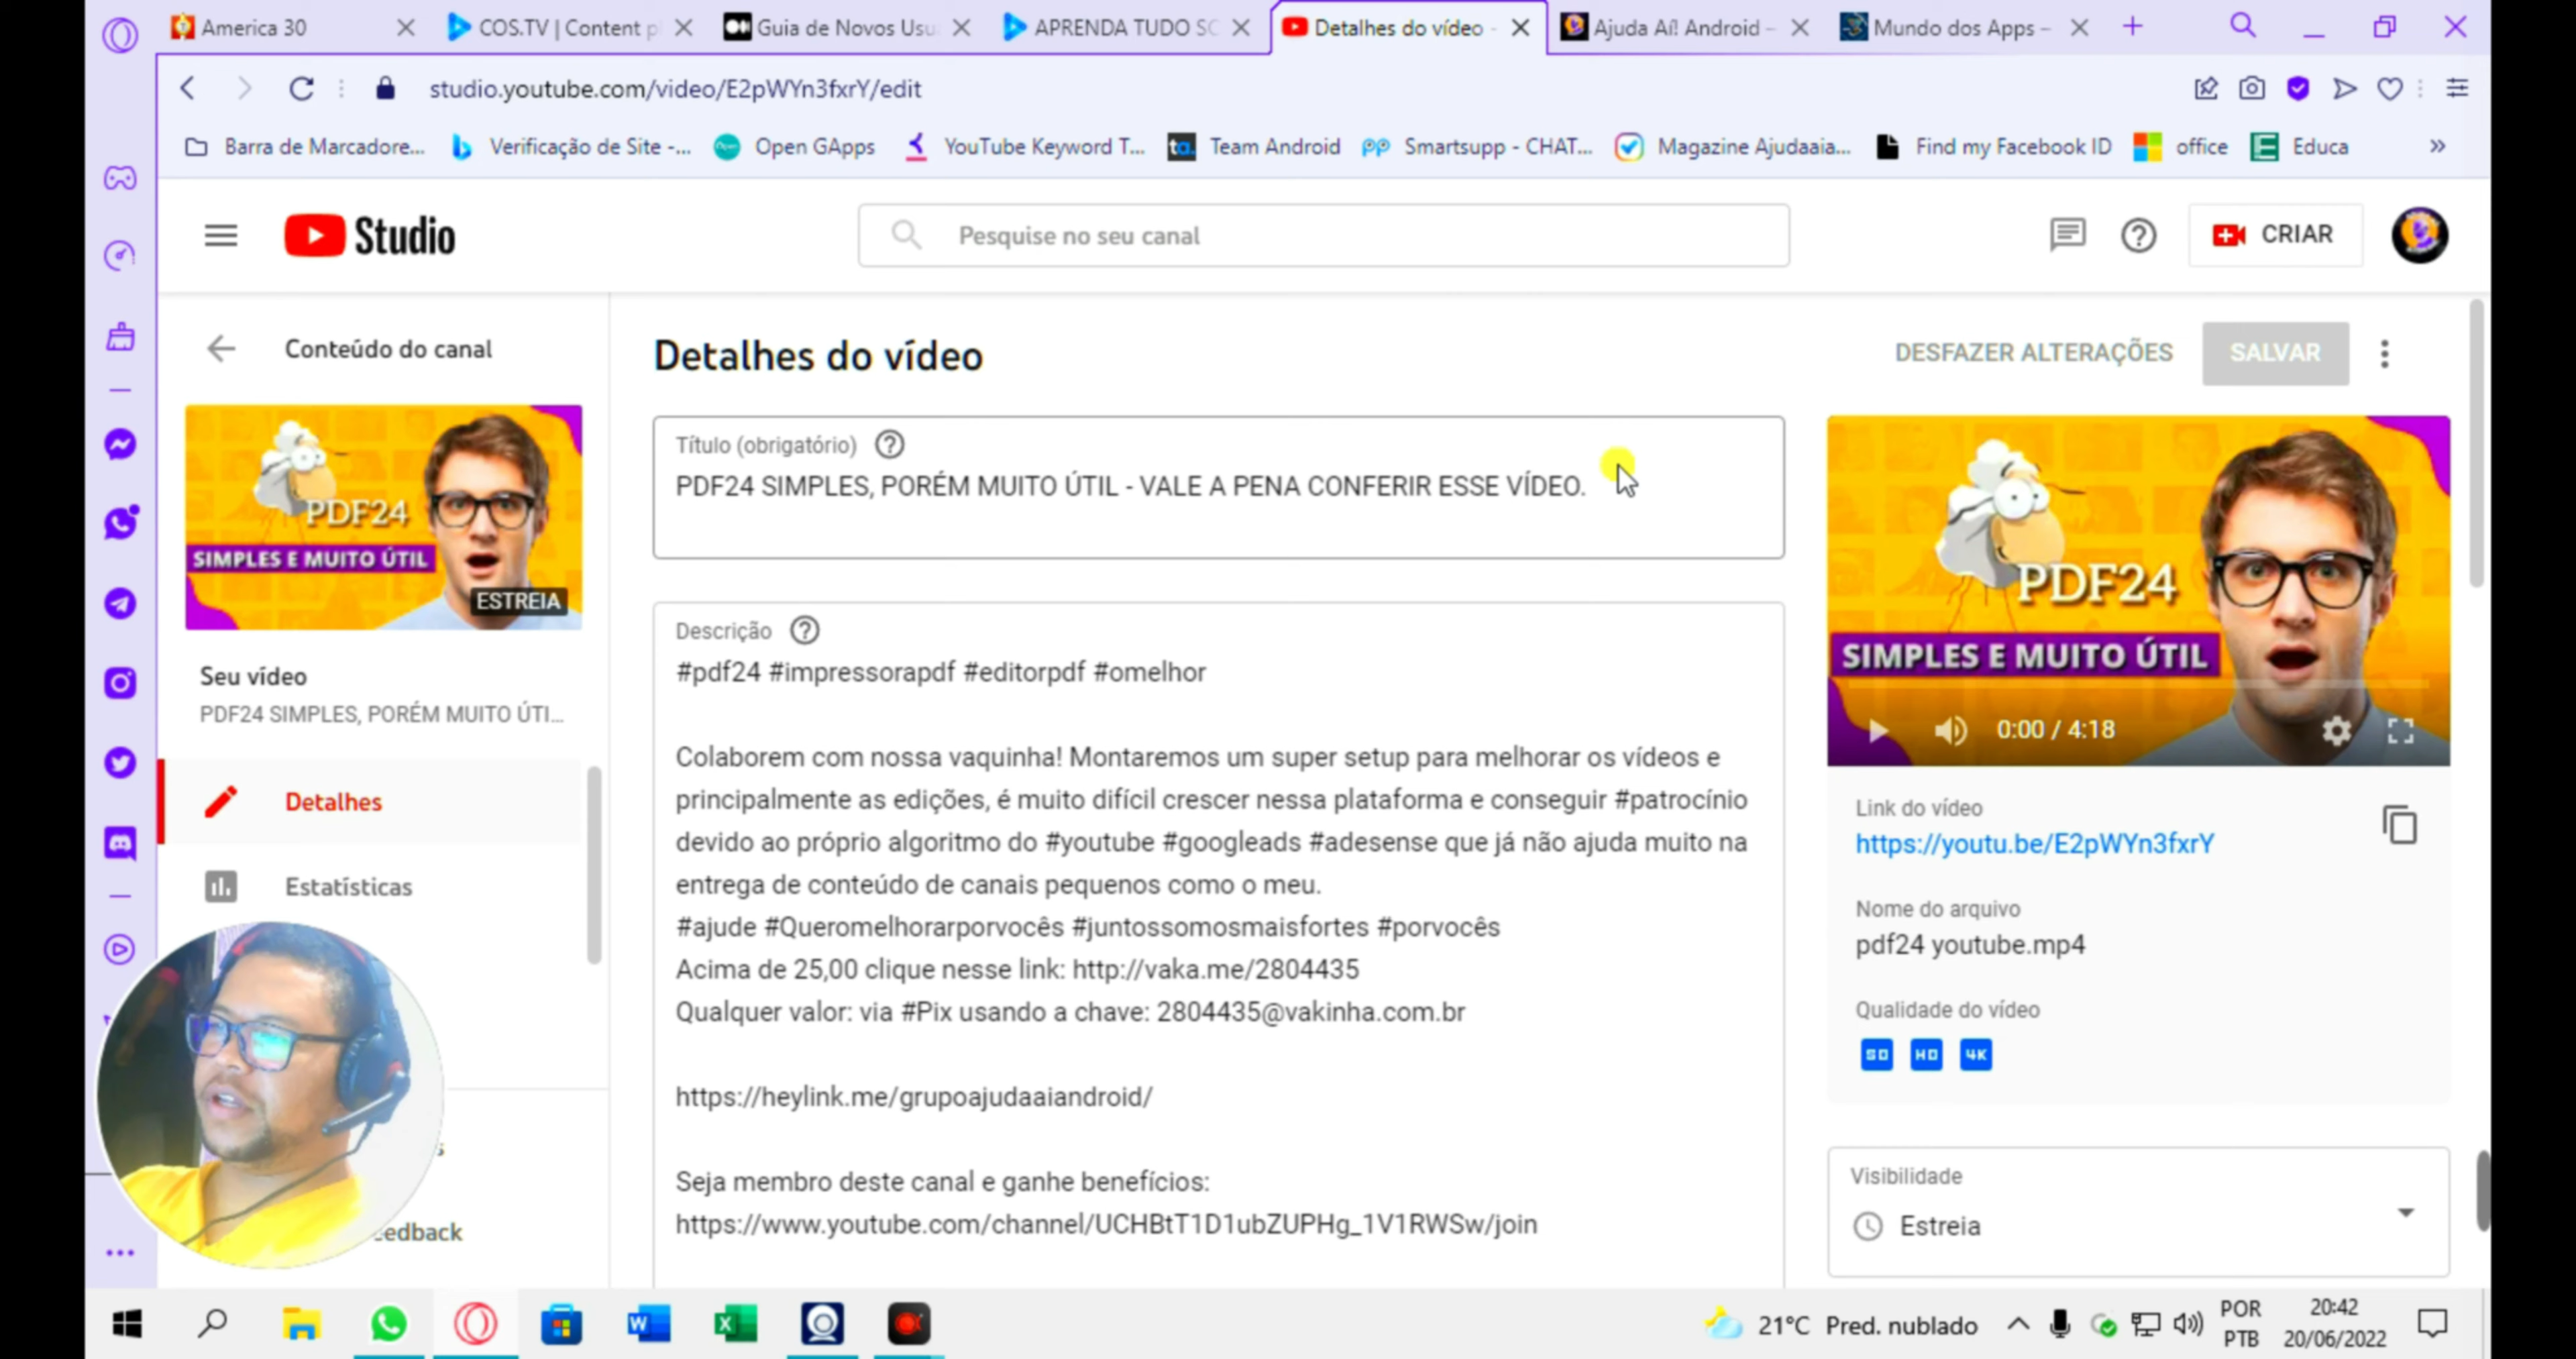 America 30
COS.TV | Content p
Guia de Novos Usu
APRENDA TUDO SO
Detalhes do vídeo -
Ajuda Aí! Android –
Mundo dos Apps –
studio.youtube.com/video/E2pWYn3fxrY/edit
Barra de Marcadore...
Verificação de Site -...
Open GApps
YouTube Keyword T...
ta.
Team Android
Smartsupp - CHAT...
Magazine Ajudaaia...
Find my Facebook ID
office
Educa
Studio
Pesquise no seu canal
CRIAR
Conteúdo do canal
PDF24
SIMPLES E MUITO ÚTIL
ESTREIA
Seu vídeo
PDF24 SIMPLES, PORÉM MUITO ÚTI...
Detalhes
Estatísticas
edback
Detalhes do vídeo
DESFAZER ALTERAÇÕES
SALVAR
Título (obrigatório)
PDF24 SIMPLES, PORÉM MUITO ÚTIL - VALE A PENA CONFERIR ESSE VÍDEO.
Descrição
#pdf24 #impressorapdf #editorpdf #omelhor
Colaborem com nossa vaquinha! Montaremos um super setup para melhorar os vídeos e
principalmente as edições, é muito difícil crescer nessa plataforma e conseguir #patrocínio
devido ao próprio algoritmo do #youtube #googleads #adesense que já não ajuda muito na
entrega de conteúdo de canais pequenos como o meu.
#ajude #Queromelhorarporvocês #juntossomosmaisfortes #porvocês
Acima de 25,00 clique nesse link: http://vaka.me/2804435
Qualquer valor: via #Pix usando a chave: 2804435@vakinha.com.br
https://heylink.me/grupoajudaaiandroid/
Seja membro deste canal e ganhe benefícios:
https://www.youtube.com/channel/UCHBtT1D1ubZUPHg_1V1RWSw/join
PDF24
SIMPLES E MUITO ÚTIL
0:00 / 4:18
Link do vídeo
https://youtu.be/E2pWYn3fxrY
Nome do arquivo
pdf24 youtube.mp4
Qualidade do vídeo
SD HD 4K
Visibilidade
Estreia
21°C Pred. nublado
POR
PTB
20:42
20/06/2022